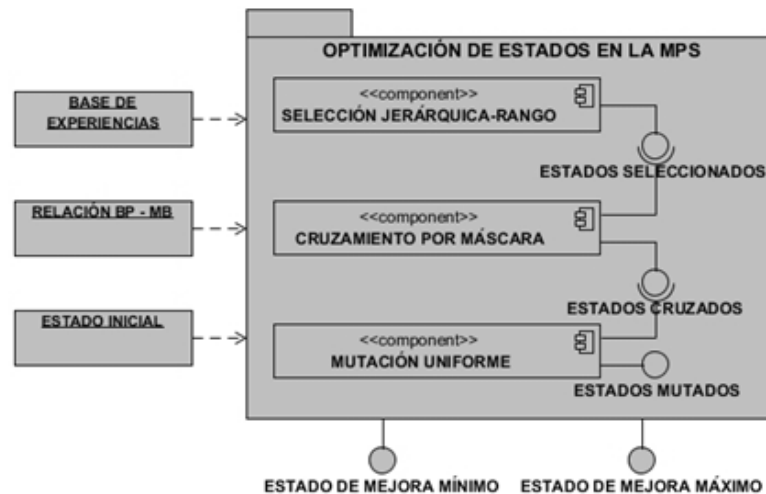 OPTIMIZACIÓN DE ESTADOS EN LA MPS
BASE DE
EXPERIENCIAS
<<component>>
SELECCIÓN JERÁRQUICA-RANGO
ESTADOS SELECCIONADOS
RELACIÓN BP - MB
<<component>>
CRUZAMIENTO POR MÁSCARA
ESTADOS CRUZADOS
ESTADO INICIAL
<<component>>
MUTACIÓN UNIFORME
ESTADOS MUTADOS
ESTADO DE MEJORA MÍNIMO
ESTADO DE MEJORA MÁXIMO